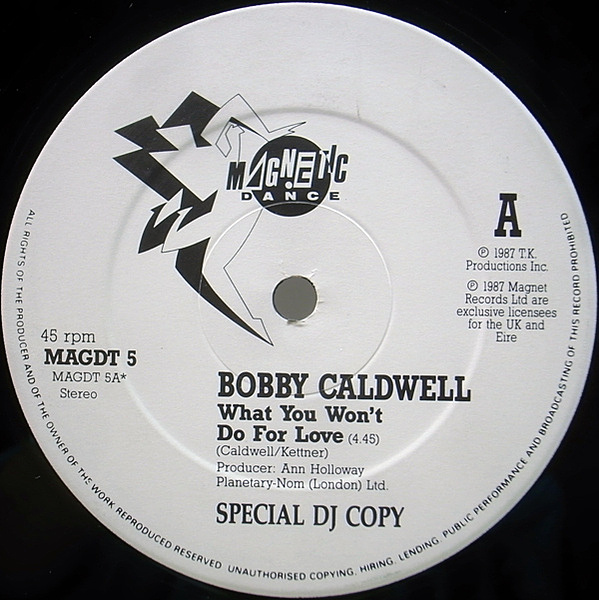 MAGNETIC
DANCE
A
℗ 1987 T.K.
Productions Inc.
℗ 1987 Magnet
Records Ltd are
exclusive licensees
for the UK and
Eire
45 rpm
MAGDT 5
MAGDT 5A*
Stereo
BOBBY CALDWELL
What You Won't
Do For Love (4.45)
(Caldwell/Kettner)
Producer: Ann Holloway
Planetary-Nom (London) Ltd.
SPECIAL DJ COPY
ALL RIGHTS OF THE PRODUCER AND OF THE OWNER OF THE WORK REPRODUCED RESERVED. UNAUTHORISED COPYING, HIRING, LENDING, PUBLIC PERFORMANCE AND BROADCASTING OF THIS RECORD PROHIBITED